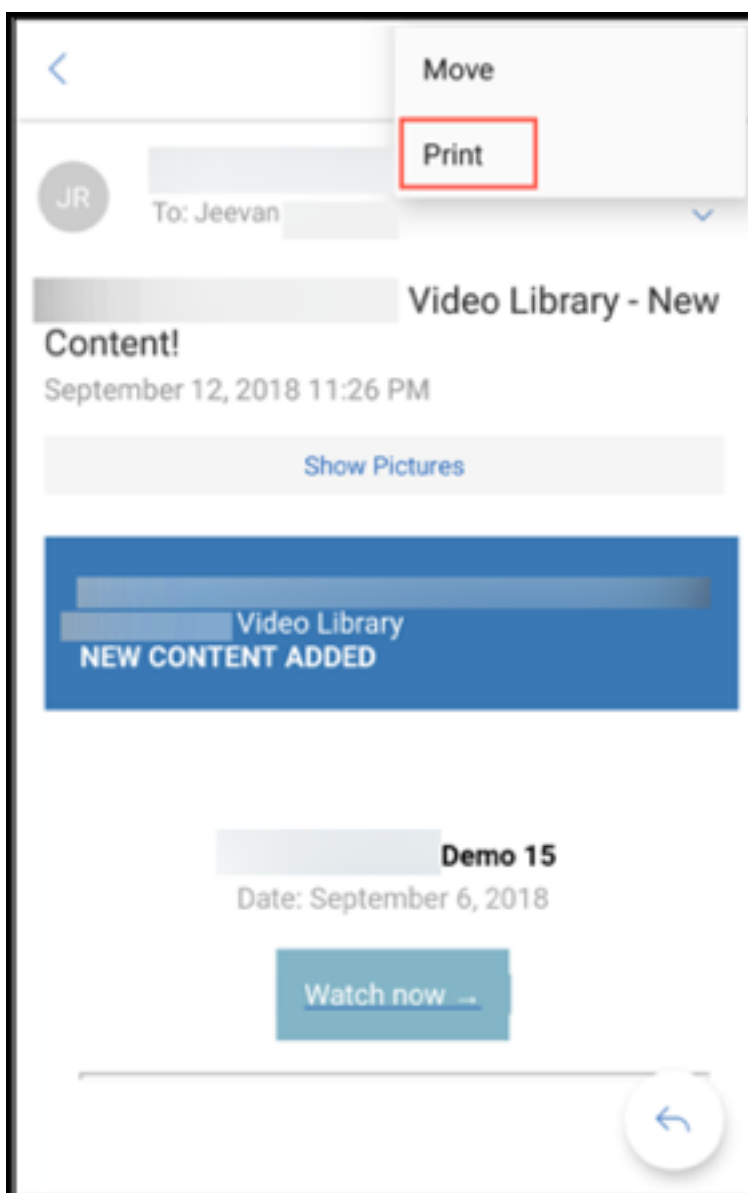 Move
Print
JR
To: Jeevan
Video Library - New
Content!
September 12, 2018 11:26 PM
Show Pictures
Video Library
NEW CONTENT ADDED
Demo 15
Date: September 6, 2018
Watch now →